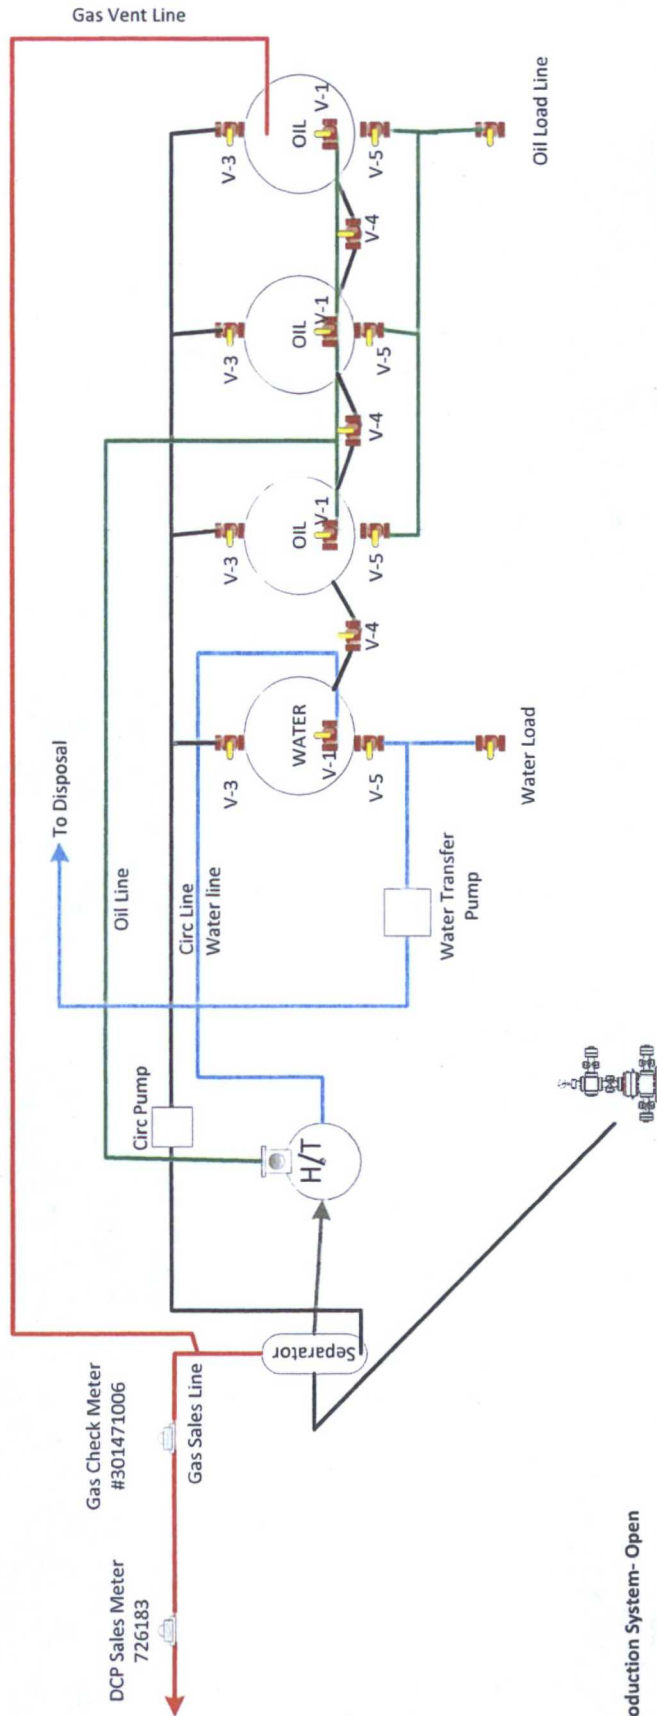 Gas Vent Line
V-3
OIL
V-1
V-5
V-4
Oil Load Line
V-3
OIL
V-1
V-5
V-4
V-3
OIL
V-1
V-5
V-4
V-3
WATER
V-1
V-5
Water Load
To Disposal
Oil Line
Circ Line
Water line
Water Transfer
Pump
Circ Pump
H/T
Separator
Gas Check Meter
#301471006
Gas Sales Line
DCP Sales Meter
726183
oduction System- Open